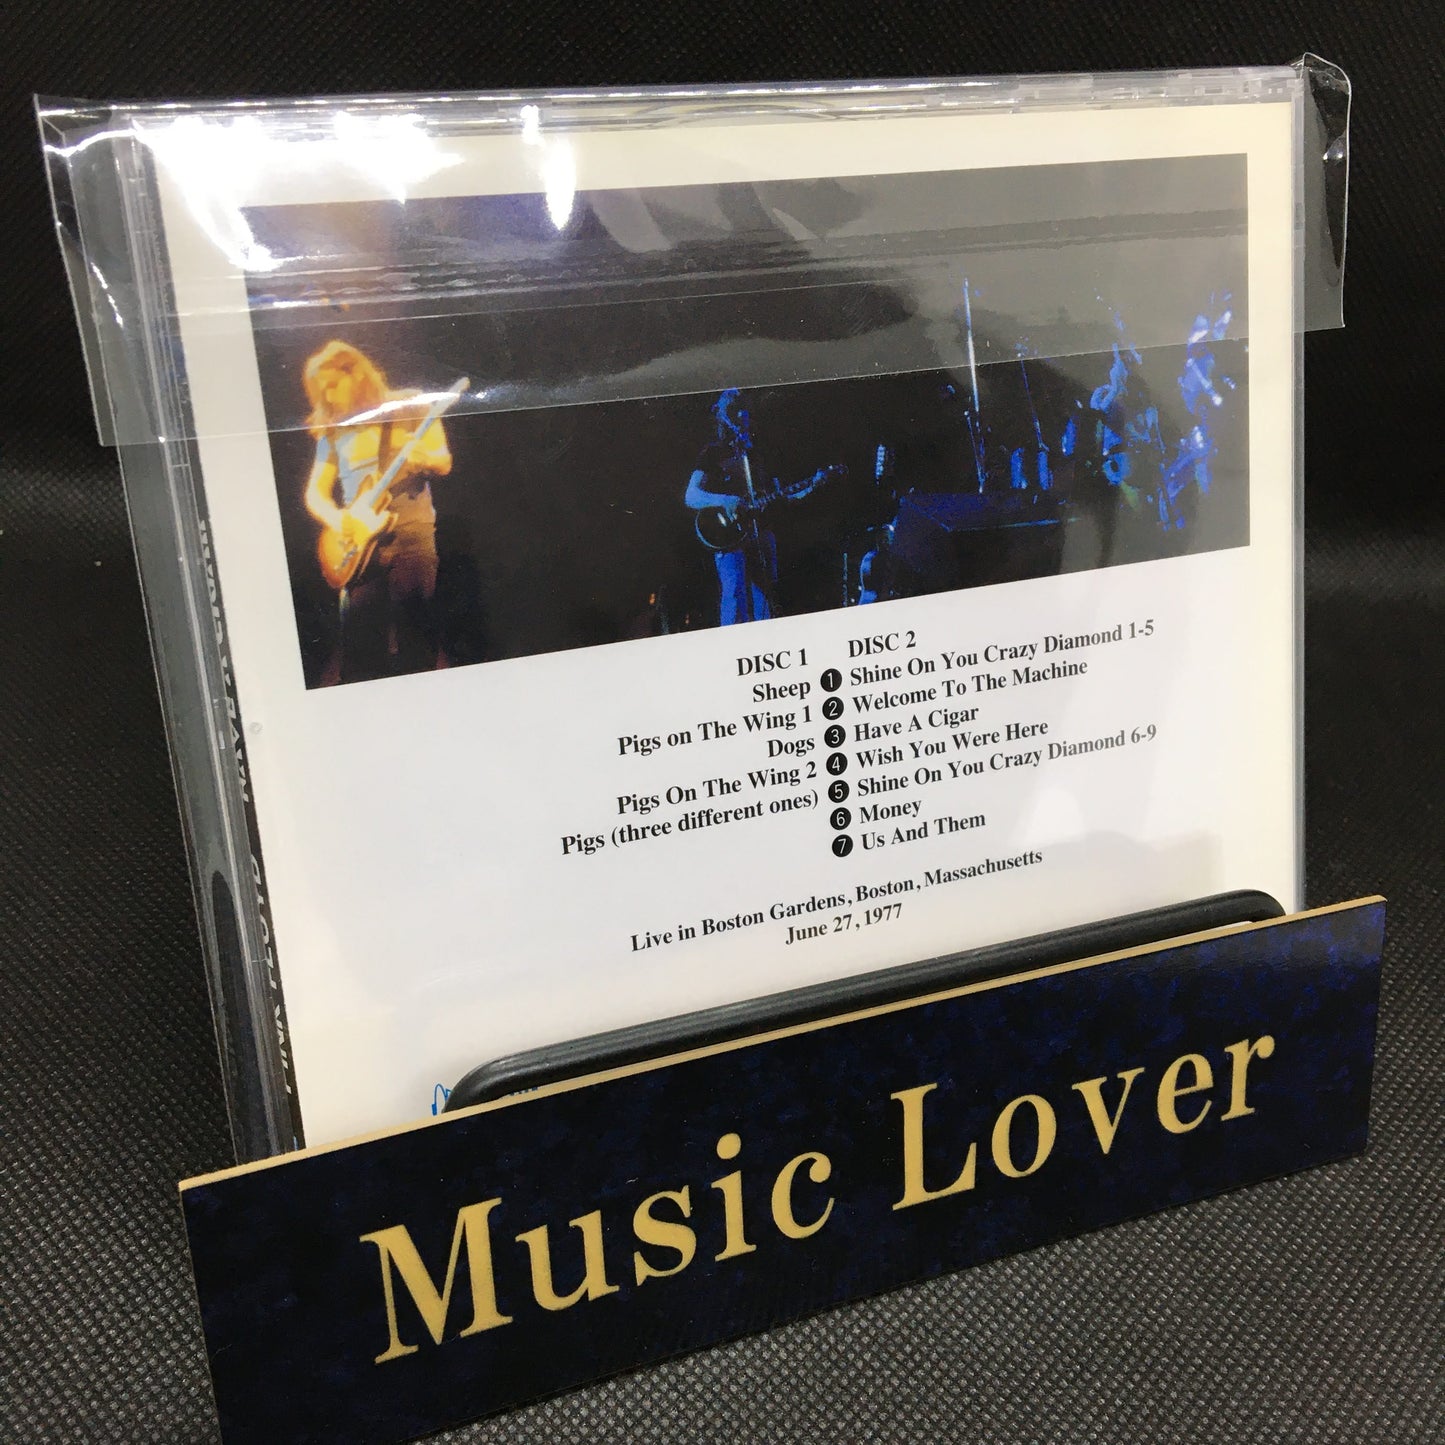 DISC 1
Sheep
Pigs on The Wing 1
Dogs
Pigs On The Wing 2
Pigs (three different ones)
DISC 2
1 Shine On You Crazy Diamond 1-5
2 Welcome To The Machine
3 Have A Cigar
4 Wish You Were Here
5 Shine On You Crazy Diamond 6-9
6 Money
7 Us And Them
Live in Boston Gardens, Boston, Massachusetts
June 27, 1977
PINK FLOYD
Music Lover